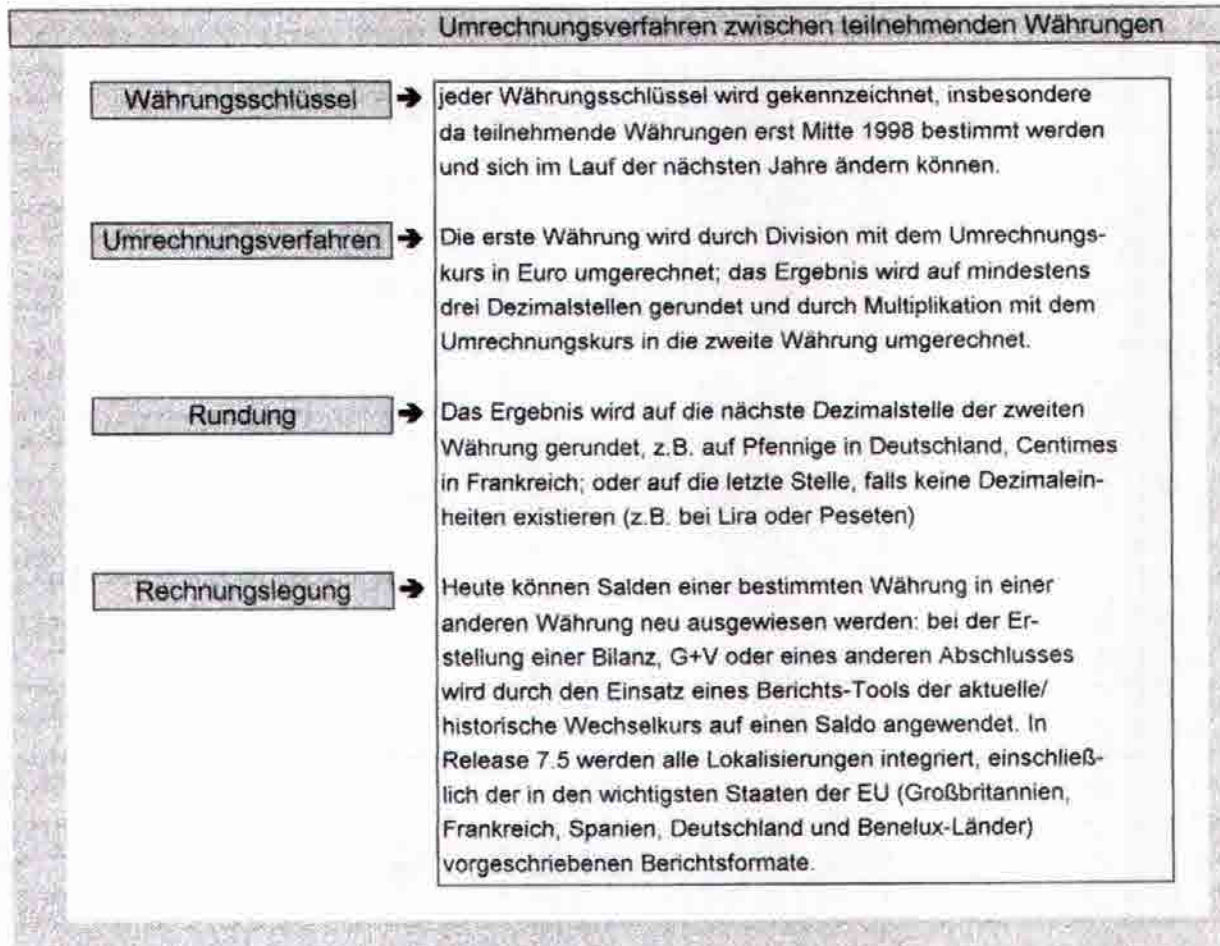 Umrechnungsverfahren zwischen teilnehmenden Währungen
Währungsschlüssel
jeder Währungsschlüssel wird gekennzeichnet, insbesondere
da teilnehmende Währungen erst Mitte 1998 bestimmt werden
und sich im Lauf der nächsten Jahre ändern können.
Umrechnungsverfahren
Die erste Währung wird durch Division mit dem Umrechnungs-
kurs in Euro umgerechnet; das Ergebnis wird auf mindestens
drei Dezimalstellen gerundet und durch Multiplikation mit dem
Umrechnungskurs in die zweite Währung umgerechnet.
Rundung
Das Ergebnis wird auf die nächste Dezimalstelle der zweiten
Währung gerundet, z.B. auf Pfennige in Deutschland, Centimes
in Frankreich; oder auf die letzte Stelle, falls keine Dezimalein-
heiten existieren (z.B. bei Lira oder Peseten)
Rechnungslegung
Heute können Salden einer bestimmten Währung in einer
anderen Währung neu ausgewiesen werden: bei der Er-
stellung einer Bilanz, G+V oder eines anderen Abschlusses
wird durch den Einsatz eines Berichts-Tools der aktuelle/
historische Wechselkurs auf einen Saldo angewendet. In
Release 7.5 werden alle Lokalisierungen integriert, einschließ-
lich der in den wichtigsten Staaten der EU (Großbritannien,
Frankreich, Spanien, Deutschland und Benelux-Länder)
vorgeschriebenen Berichtsformate.